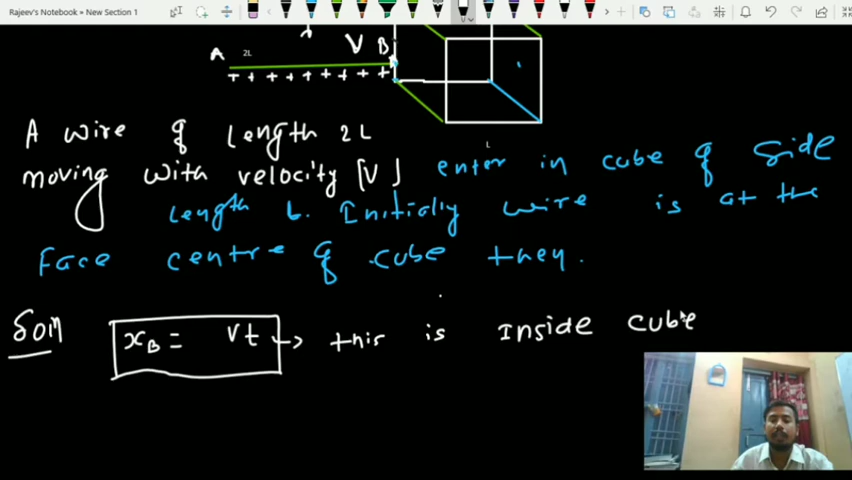 Rajeev's Notebook » New Section 1
A 2L V B
+ + + + + + + + +
L
A wire of length 2L
moving with velocity [V] enter in cube of side
length L. Initially wire is at the
Face centre of cube they.
Soln xB = Vt → this is Inside cube